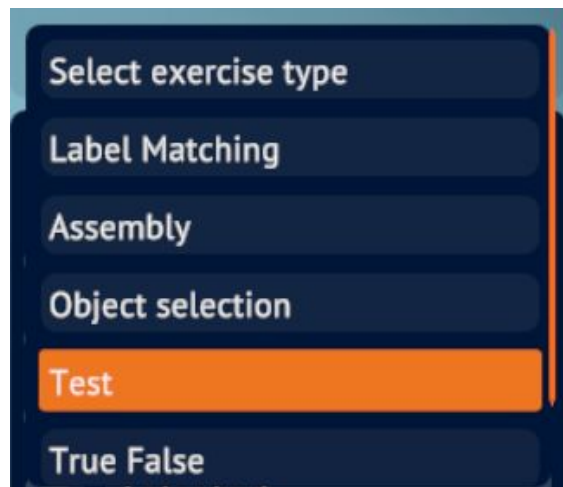 Select exercise type
Label Matching
Assembly
Object selection
Test
True False